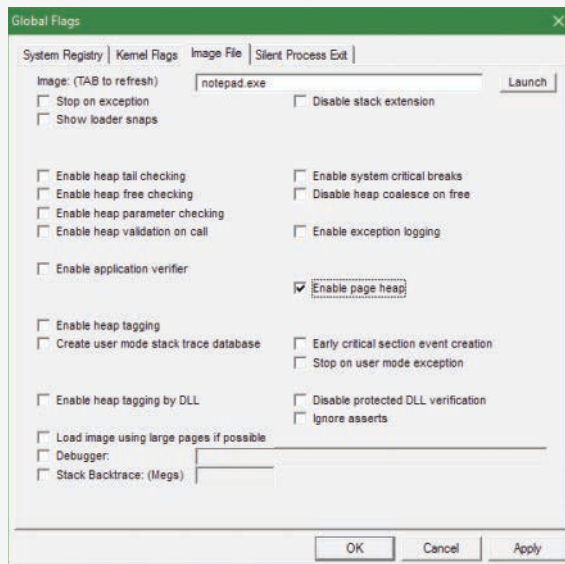 Global Flags
System Registry Kernel Flags Image File Silent Process Exit
Image: (TAB to refresh) notepad.exe Launch
Stop on exception Disable stack extension
Show loader snaps
Enable heap tail checking Enable system critical breaks
Enable heap free checking Disable heap coalesce on free
Enable heap parameter checking
Enable heap validation on call Enable exception logging
Enable application verifier
Enable page heap
Enable heap tagging
Create user mode stack trace database Early critical section event creation
Stop on user mode exception
Enable heap tagging by DLL Disable protected DLL verification
Ignore asserts
Load image using large pages if possible
Debugger:
Stack Backtrace: (Megs)
OK Cancel Apply